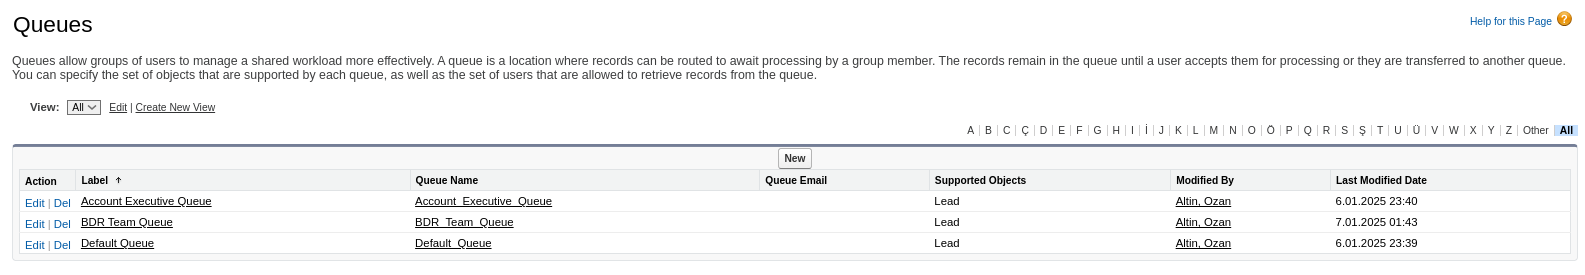 Queues
Help for this Page ?
Queues allow groups of users to manage a shared workload more effectively. A queue is a location where records can be routed to await processing by a group member. The records remain in the queue until a user accepts them for processing or they are transferred to another queue.
You can specify the set of objects that are supported by each queue, as well as the set of users that are allowed to retrieve records from the queue.
View: All Edit | Create New View
A | B | C | Ç | D | E | F | G | H | I | İ | J | K | L | M | N | O | Ö | P | Q | R | S | Ş | T | U | Ü | V | W | X | Y | Z | Other | All
New
Action Label Queue Name Queue Email Supported Objects Modified By Last Modified Date
Edit | Del Account Executive Queue Account_Executive_Queue Lead Altin, Ozan 6.01.2025 23:40
Edit | Del BDR Team Queue BDR_Team_Queue Lead Altin, Ozan 7.01.2025 01:43
Edit | Del Default Queue Default_Queue Lead Altin, Ozan 6.01.2025 23:39